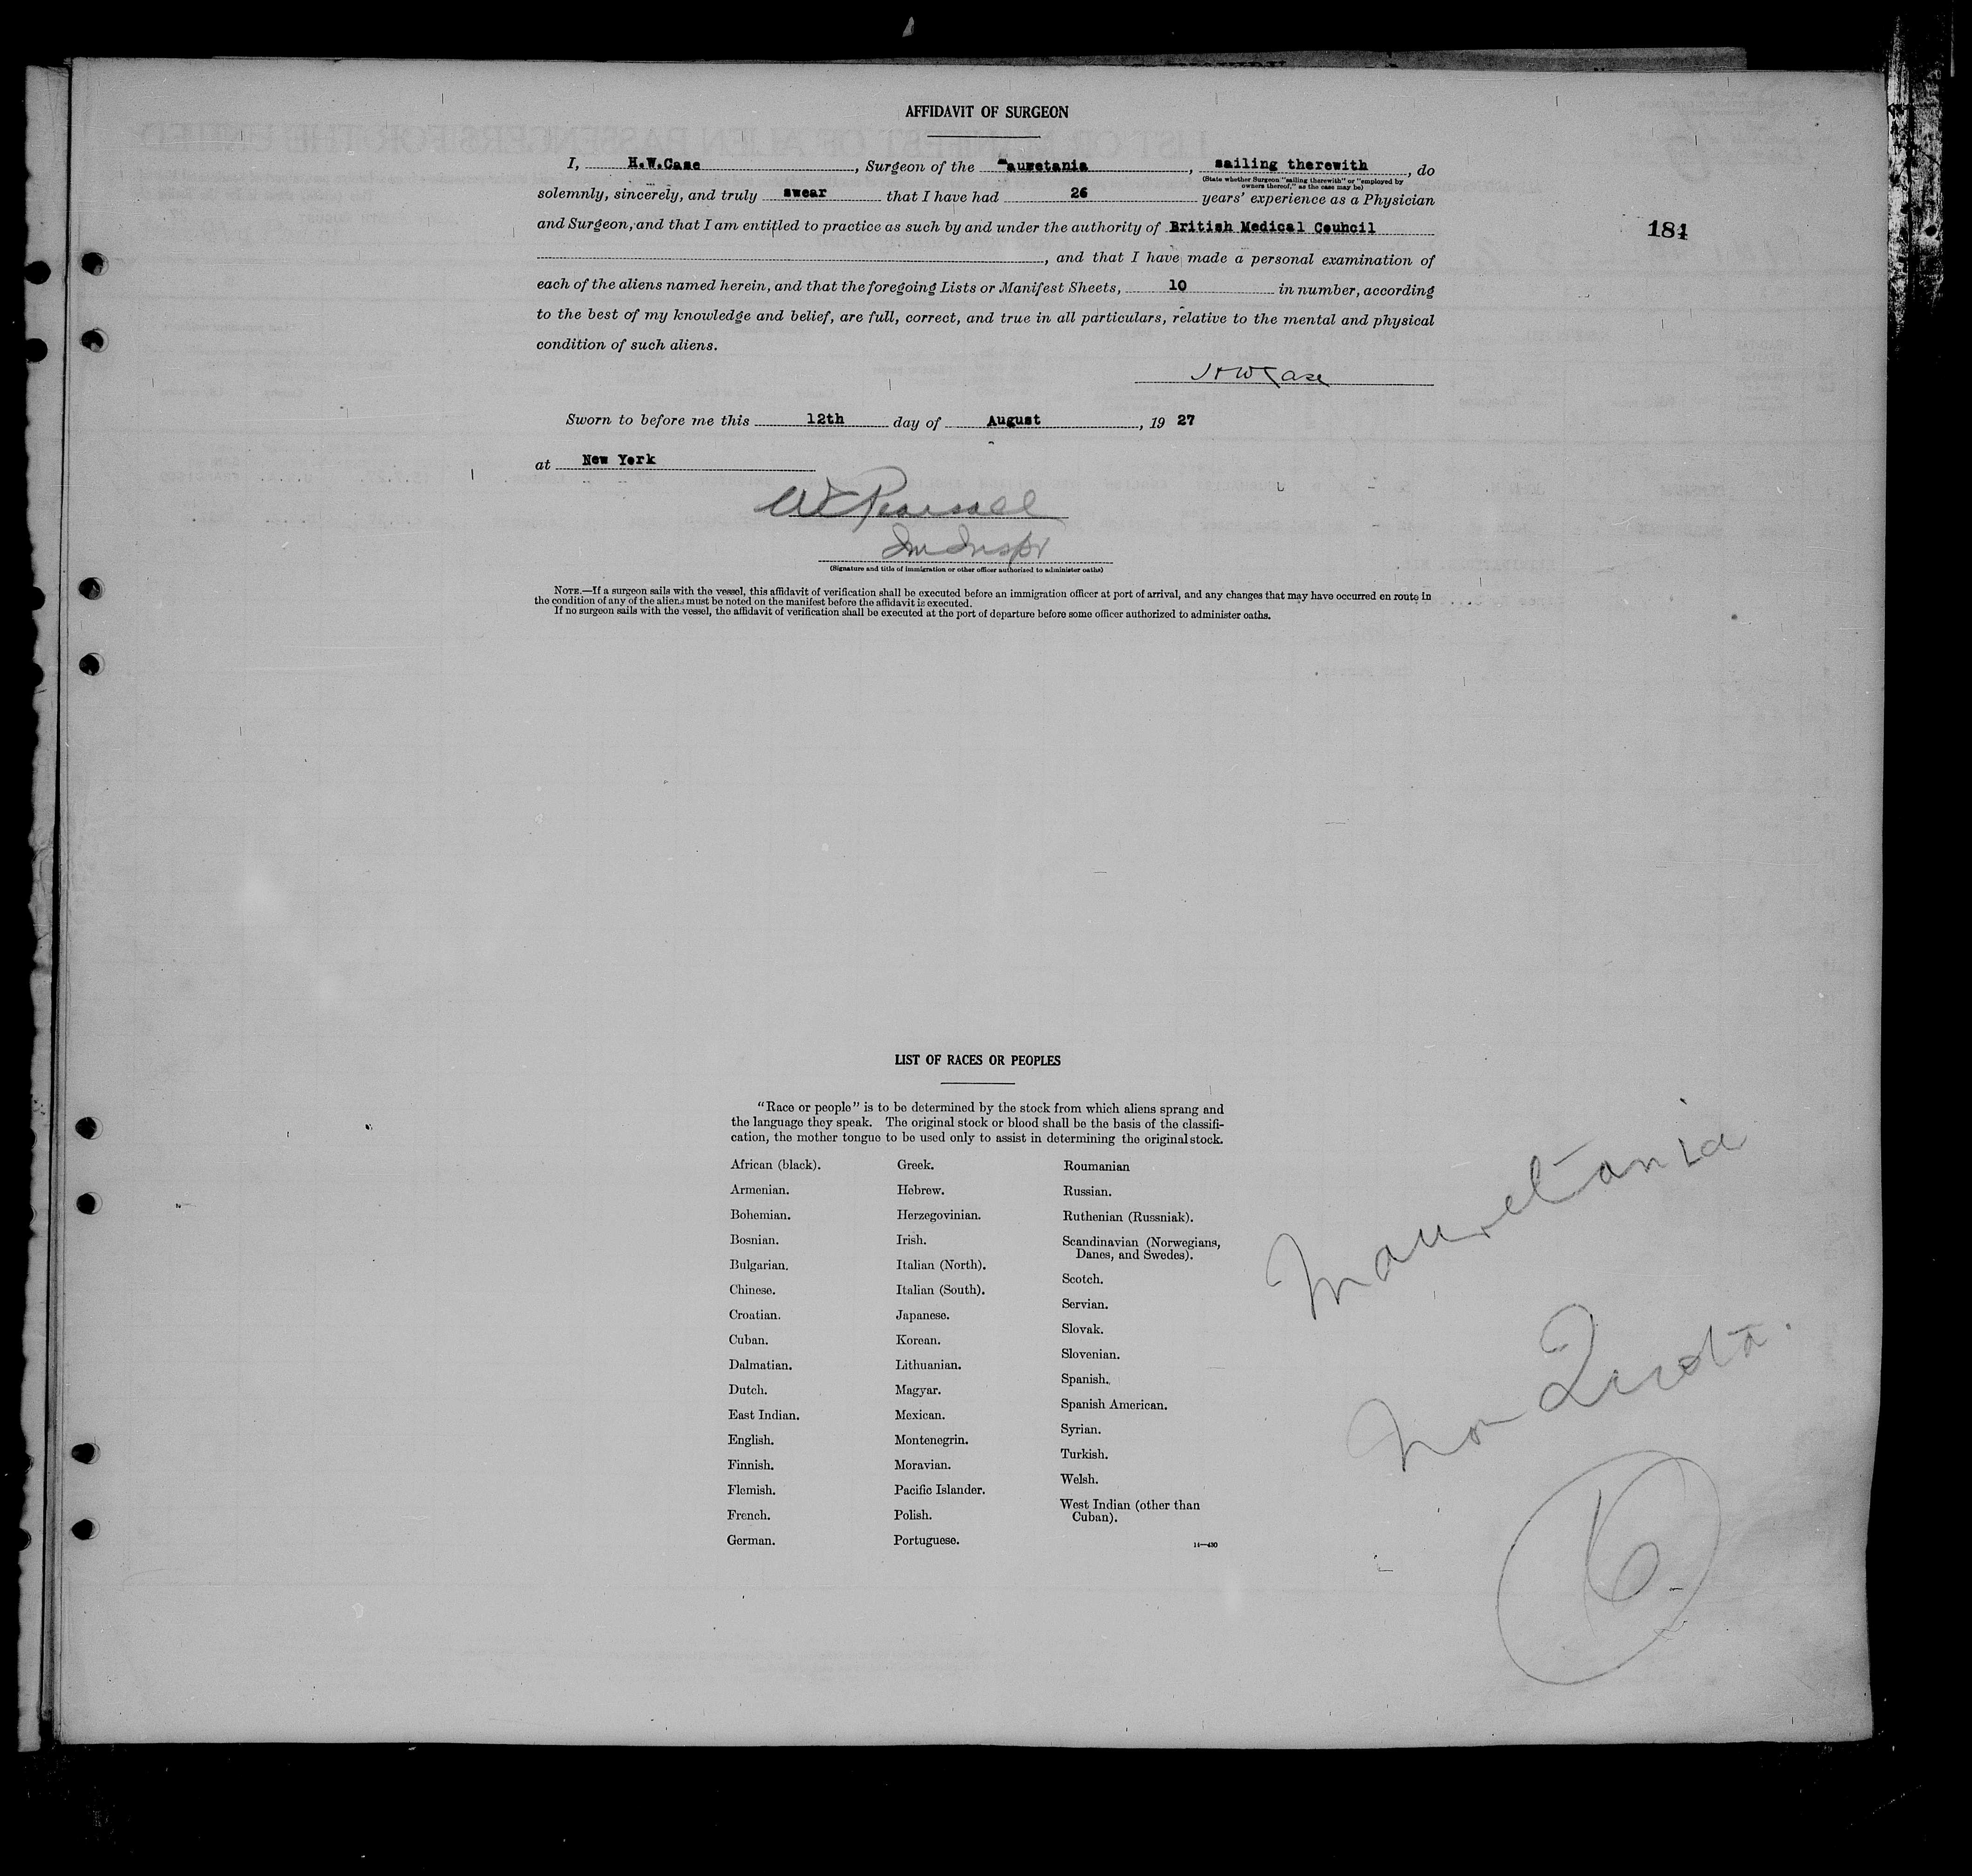 AFFIDAVIT OF SURGEON
I, H.W.Case, Surgeon of the Mauretania, sailing therewith, do
(State whether Surgeon "sailing therewith" or "employed by
owners thereof," as the case may be)
solemnly, sincerely, and truly swear that I have had 26 years' experience as a Physician
and Surgeon, and that I am entitled to practice as such by and under the authority of British Medical Couhcil
184
, and that I have made a personal examination of
each of the aliens named herein, and that the foregoing Lists or Manifest Sheets, 10 in number, according
to the best of my knowledge and belief, are full, correct, and true in all particulars, relative to the mental and physical
condition of such aliens.
HWCase
Sworn to before me this 12th day of August, 19 27
at New York
Im Inspr
(Signature and title of immigration or other officer authorized to administer oaths)
NOTE.—If a surgeon sails with the vessel, this affidavit of verification shall be executed before an immigration officer at port of arrival, and any changes that may have occurred en route in
the condition of any of the aliens must be noted on the manifest before the affidavit is executed.
If no surgeon sails with the vessel, the affidavit of verification shall be executed at the port of departure before some officer authorized to administer oaths.
LIST OF RACES OR PEOPLES
"Race or people" is to be determined by the stock from which aliens sprang and
the language they speak. The original stock or blood shall be the basis of the classifi-
cation, the mother tongue to be used only to assist in determining the original stock.
African (black).
Armenian.
Bohemian.
Bosnian.
Bulgarian.
Chinese.
Croatian.
Cuban.
Dalmatian.
Dutch.
East Indian.
English.
Finnish.
Flemish.
French.
German.
Greek.
Hebrew.
Herzegovinian.
Irish.
Italian (North).
Italian (South).
Japanese.
Korean.
Lithuanian.
Magyar.
Mexican.
Montenegrin.
Moravian.
Pacific Islander.
Polish.
Portuguese.
Roumanian
Russian.
Ruthenian (Russniak).
Scandinavian (Norwegians,
Danes, and Swedes).
Scotch.
Servian.
Slovak.
Slovenian.
Spanish.
Spanish American.
Syrian.
Turkish.
Welsh.
West Indian (other than
Cuban).
14—430
Mauretania
Non Quota.
6